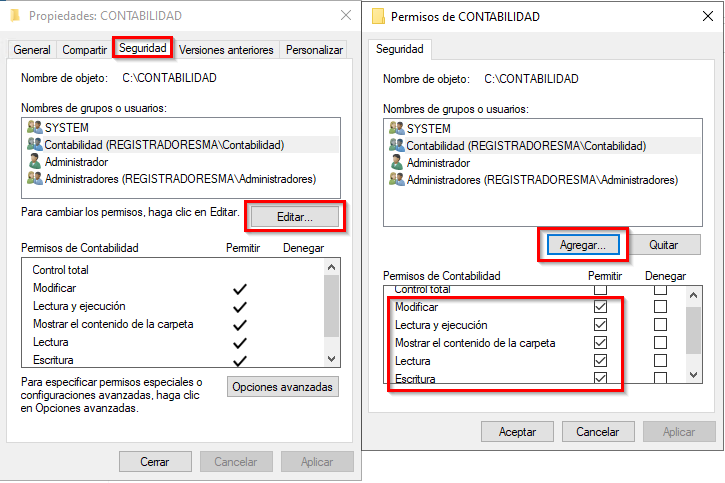 Propiedades: CONTABILIDAD
General Compartir Seguridad Versiones anteriores Personalizar
Nombre de objeto: C:\CONTABILIDAD
Nombres de grupos o usuarios:
SYSTEM
Contabilidad (REGISTRADORESMA\Contabilidad)
Administrador
Administradores (REGISTRADORESMA\Administradores)
Para cambiar los permisos, haga clic en Editar. Editar...
Permisos de Contabilidad Permitir Denegar
Control total
Modificar
Lectura y ejecución
Mostrar el contenido de la carpeta
Lectura
Escritura
Para especificar permisos especiales o
configuraciones avanzadas, haga clic
en Opciones avanzadas.
Opciones avanzadas
Cerrar Cancelar Aplicar
Permisos de CONTABILIDAD
Seguridad
Nombre de objeto: C:\CONTABILIDAD
Nombres de grupos o usuarios:
SYSTEM
Contabilidad (REGISTRADORESMA\Contabilidad)
Administrador
Administradores (REGISTRADORESMA\Administradores)
Agregar... Quitar
Permisos de Contabilidad Permitir Denegar
Control total
Modificar
Lectura y ejecución
Mostrar el contenido de la carpeta
Lectura
Escritura
Aceptar Cancelar Aplicar